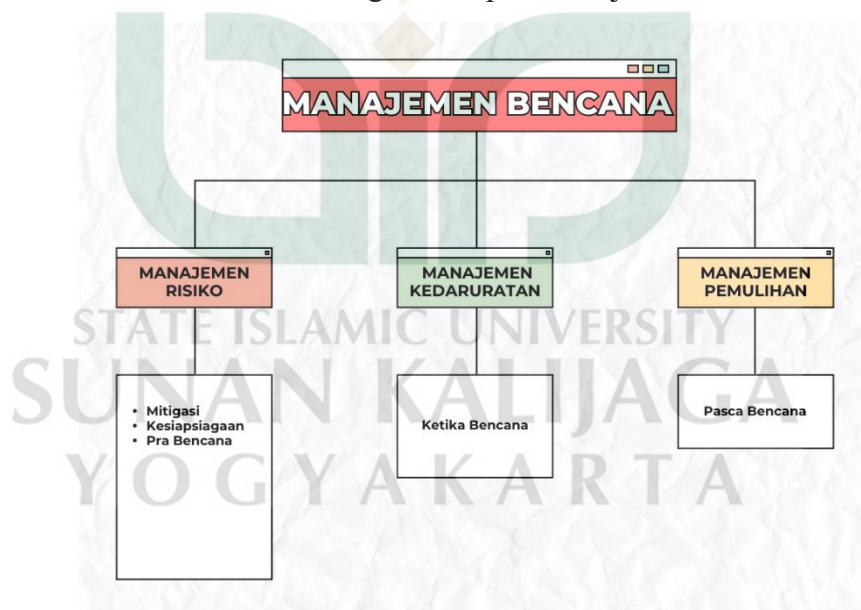 MANAJEMEN BENCANA
MANAJEMEN
RISIKO
MANAJEMEN
KEDARURATAN
MANAJEMEN
PEMULIHAN
STATE ISLAMIC UNIVERSITY
SUNAN KALIJAGA
YOGYAKARTA
• Mitigasi
• Kesiapsiagaan
• Pra Bencana
Ketika Bencana
Pasca Bencana